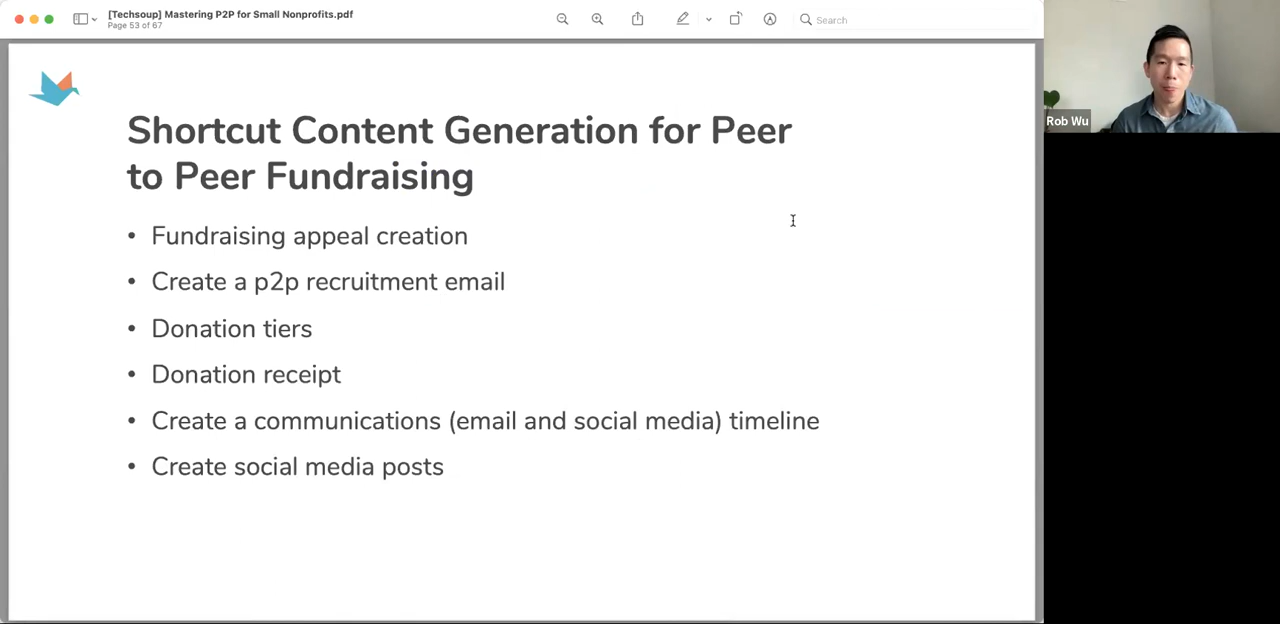 [Techsoup] Mastering P2P for Small Nonprofits.pdf
Page 53 of 67
Search
Shortcut Content Generation for Peer
to Peer Fundraising
• Fundraising appeal creation
• Create a p2p recruitment email
• Donation tiers
• Donation receipt
• Create a communications (email and social media) timeline
• Create social media posts
Rob Wu